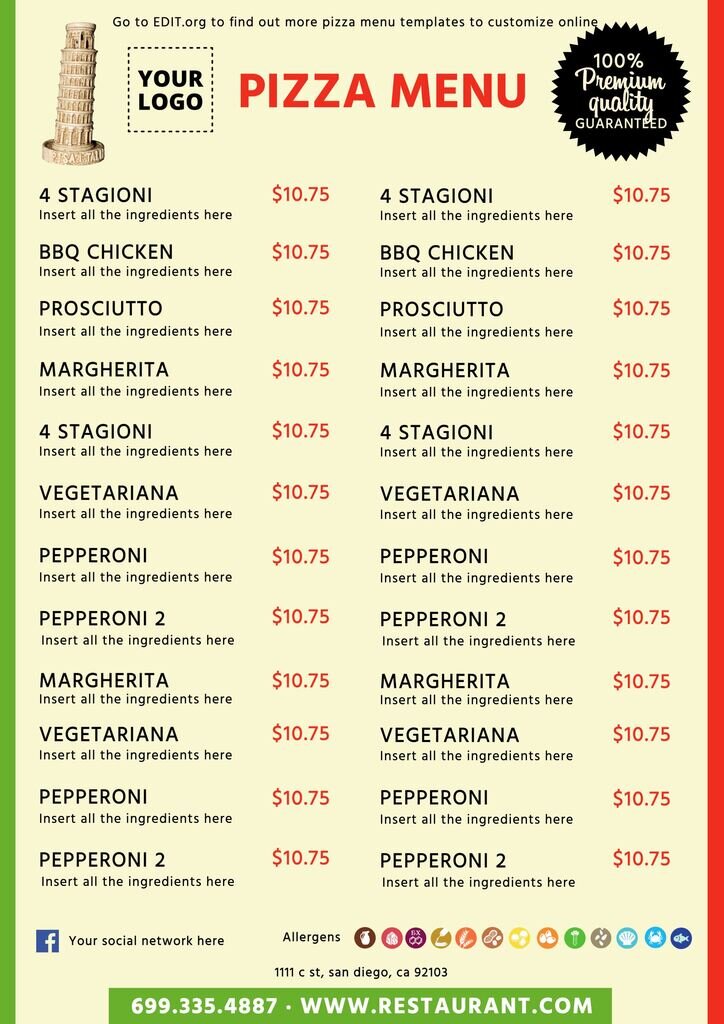 Go to EDIT.org to find out more pizza menu templates to customize online
YOUR
LOGO
PIZZA MENU
100%
Premium
quality
GUARANTEED
4 STAGIONI $10.75
Insert all the ingredients here
BBQ CHICKEN $10.75
Insert all the ingredients here
PROSCIUTTO $10.75
Insert all the ingredients here
MARGHERITA $10.75
Insert all the ingredients here
4 STAGIONI $10.75
Insert all the ingredients here
VEGETARIANA $10.75
Insert all the ingredients here
PEPPERONI $10.75
Insert all the ingredients here
PEPPERONI 2 $10.75
Insert all the ingredients here
MARGHERITA $10.75
Insert all the ingredients here
VEGETARIANA $10.75
Insert all the ingredients here
PEPPERONI $10.75
Insert all the ingredients here
PEPPERONI 2 $10.75
Insert all the ingredients here
4 STAGIONI $10.75
Insert all the ingredients here
BBQ CHICKEN $10.75
Insert all the ingredients here
PROSCIUTTO $10.75
Insert all the ingredients here
MARGHERITA $10.75
Insert all the ingredients here
4 STAGIONI $10.75
Insert all the ingredients here
VEGETARIANA $10.75
Insert all the ingredients here
PEPPERONI $10.75
Insert all the ingredients here
PEPPERONI 2 $10.75
Insert all the ingredients here
MARGHERITA $10.75
Insert all the ingredients here
VEGETARIANA $10.75
Insert all the ingredients here
PEPPERONI $10.75
Insert all the ingredients here
PEPPERONI 2 $10.75
Insert all the ingredients here
Your social network here
Allergens
1111 c st, san diego, ca 92103
699.335.4887 · WWW.RESTAURANT.COM